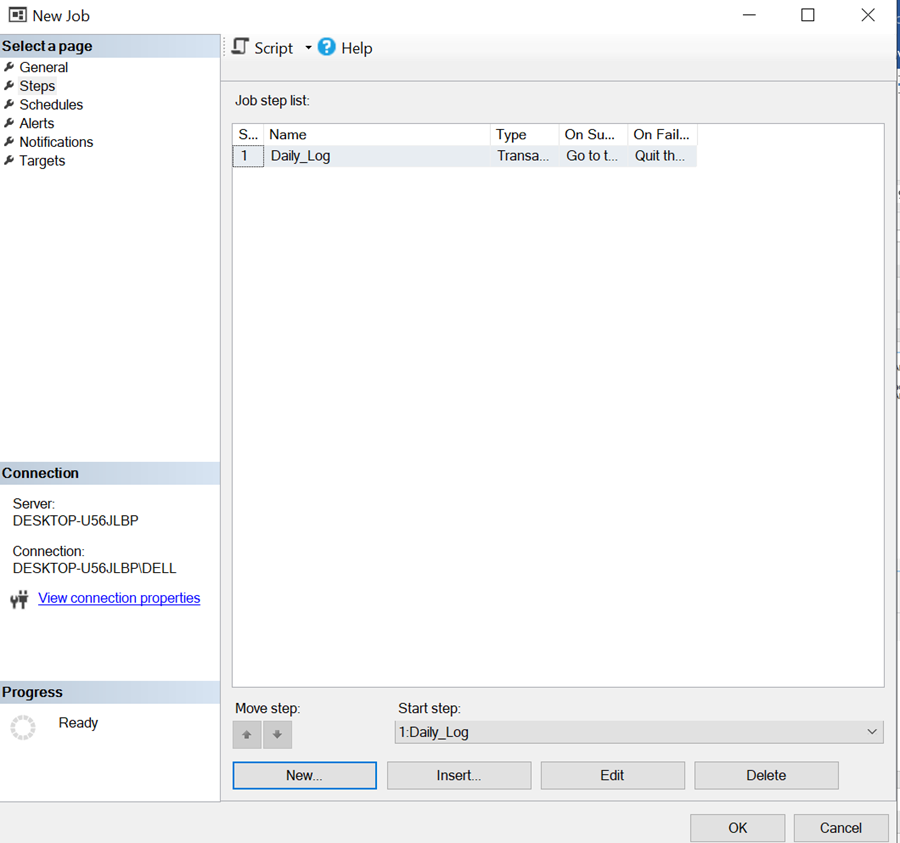 New Job
Select a page
General
Steps
Schedules
Alerts
Notifications
Targets
Script
Help
Job step list:
S... Name Type On Su... On Fail...
1 Daily_Log Transa... Go to t... Quit th...
Connection
Server:
DESKTOP-U56JLBP
Connection:
DESKTOP-U56JLBP\DELL
View connection properties
Progress
Ready
Move step:
Start step:
1:Daily_Log
New... Insert... Edit Delete
OK Cancel